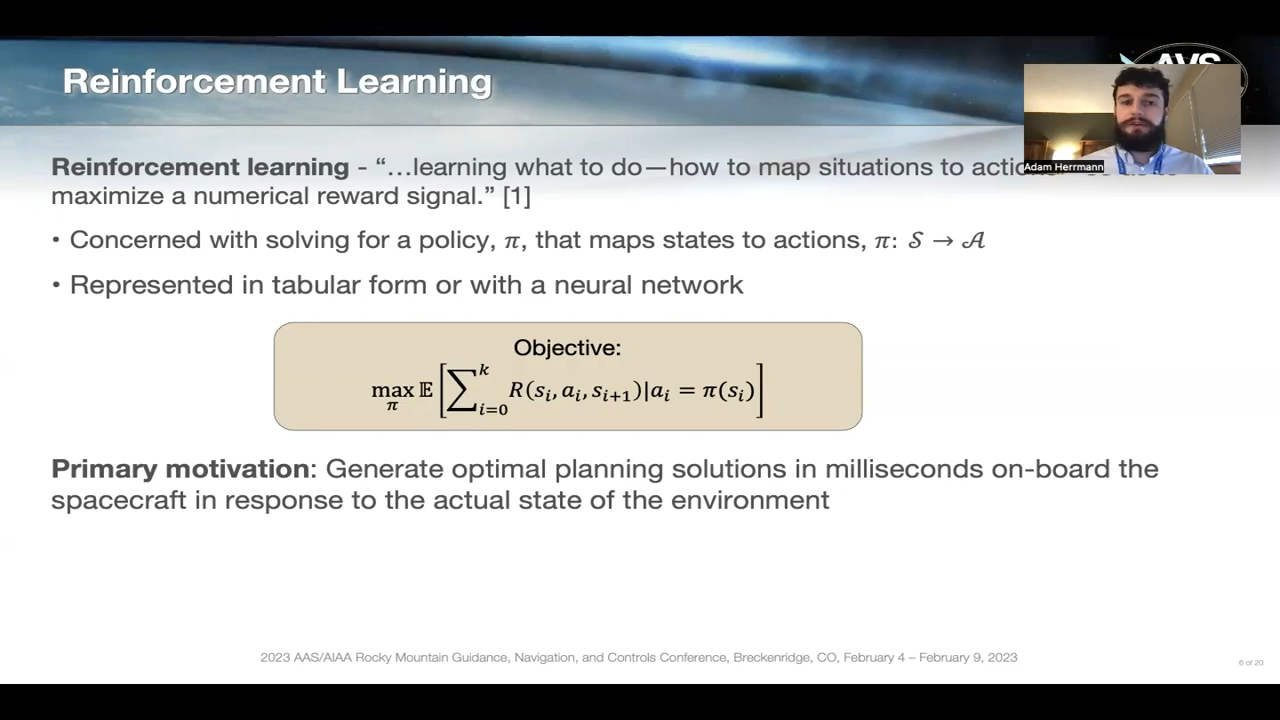 Reinforcement Learning
AVS
Reinforcement learning - “…learning what to do—how to map situations to
maximize a numerical reward signal.” [1]
Adam Herrmann
• Concerned with solving for a policy, 𝜋, that maps states to actions, 𝜋: 𝒮 → 𝒜
• Represented in tabular form or with a neural network
Objective:
max_𝜋 𝔼[∑_{i=0}^{k} R(s_i, a_i, s_{i+1})|a_i = 𝜋(s_i)]
Primary motivation: Generate optimal planning solutions in milliseconds on-board the
spacecraft in response to the actual state of the environment
2023 AAS/AIAA Rocky Mountain Guidance, Navigation, and Controls Conference, Breckenridge, CO, February 4 – February 9, 2023
6 of 20